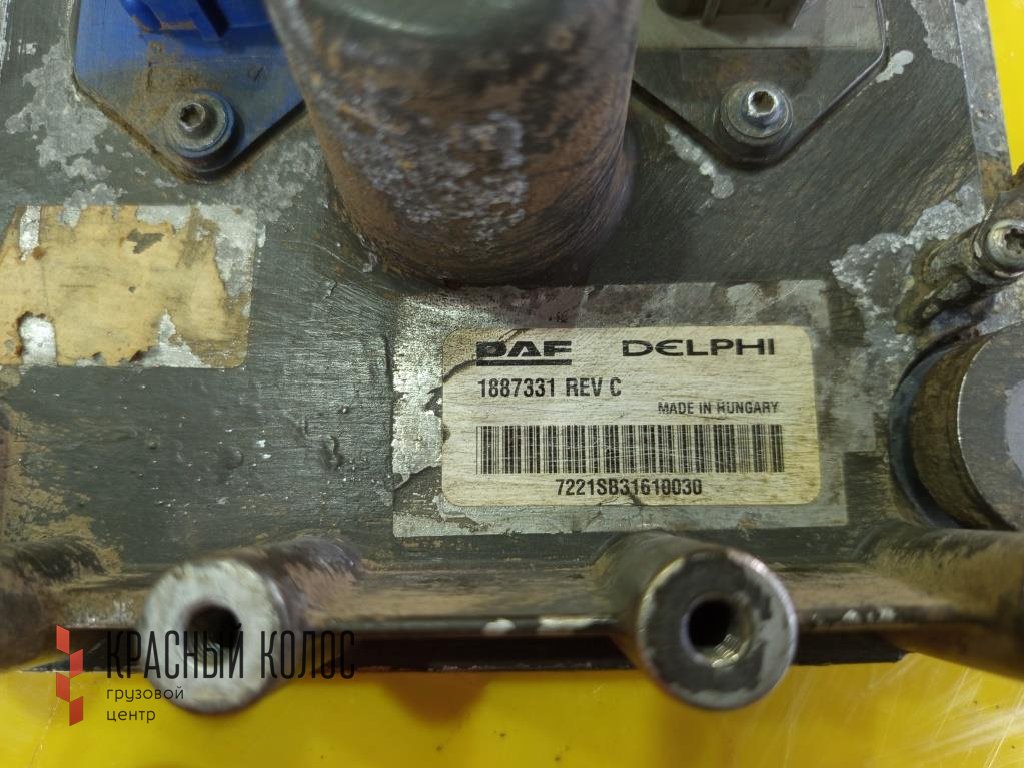 DAF DELPHI
1887331 REV C
MADE IN HUNGARY
7221SB31610030
КРАСНЫЙ КОЛОС
грузовой
центр